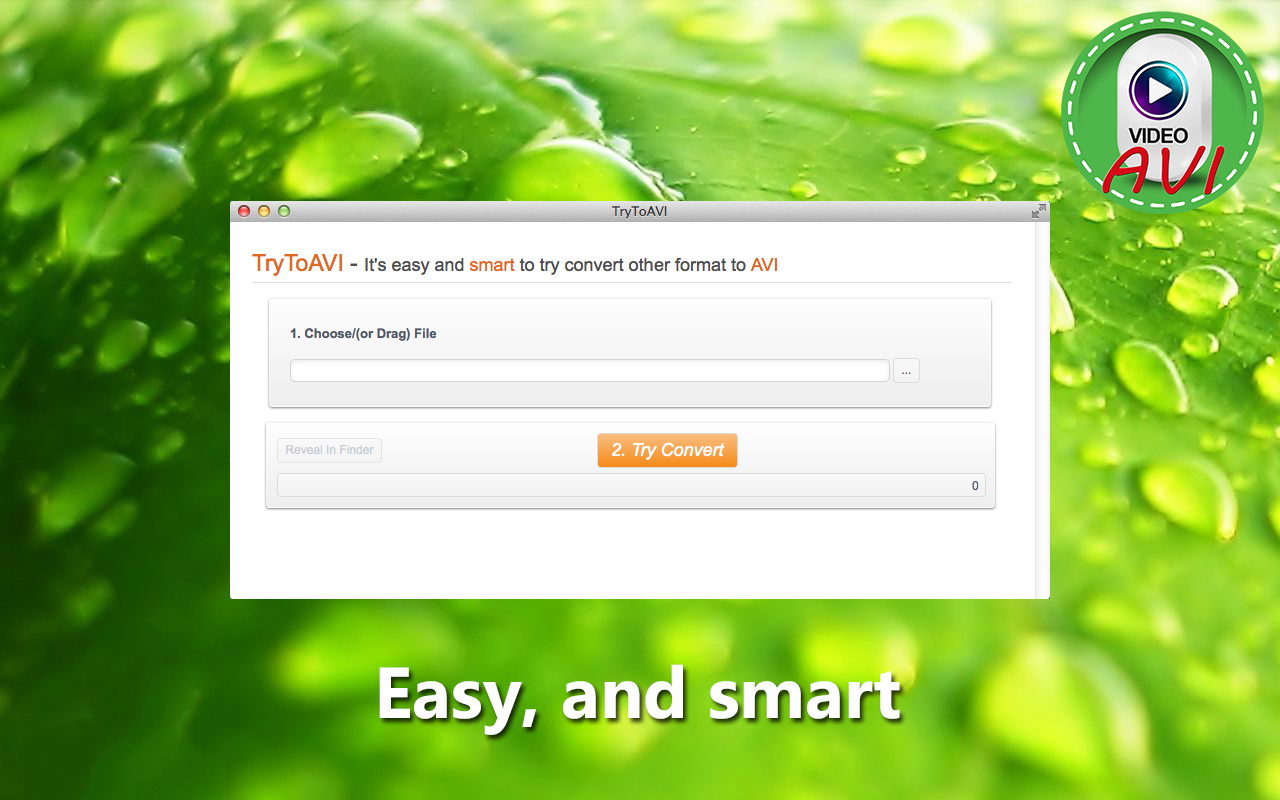 VIDEO
AVI
TryToAVI
TryToAVI - It's easy and smart to try convert other format to AVI
1. Choose/(or Drag) File
...
Reveal In Finder
2. Try Convert
0
Easy, and smart